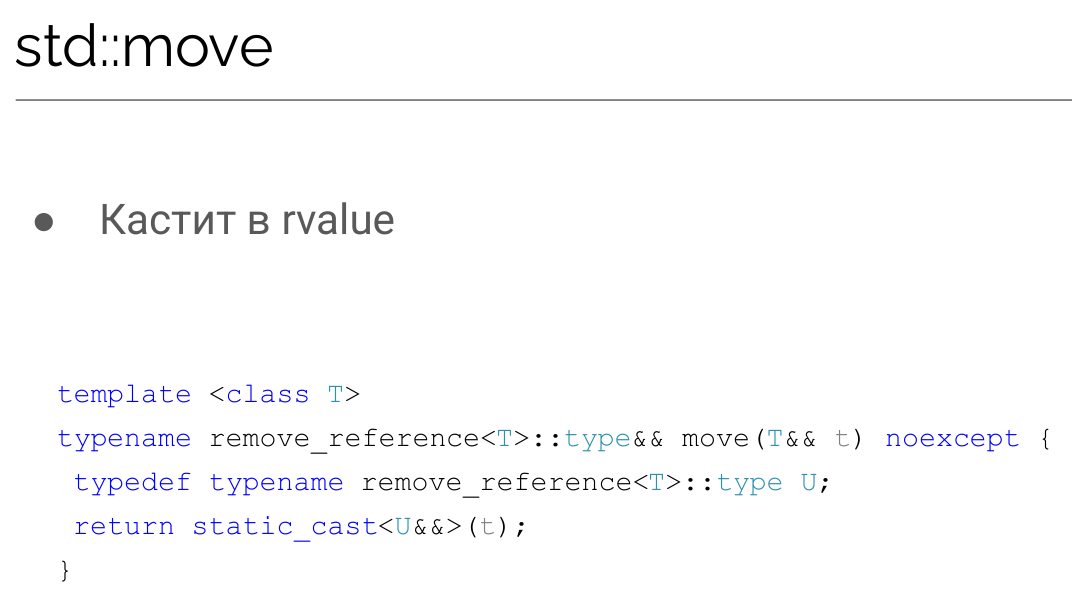 std::move
● Кастит в rvalue
template <class T>
typename remove_reference<T>::type&& move(T&& t) noexcept {
 typedef typename remove_reference<T>::type U;
 return static_cast<U&&>(t);
}